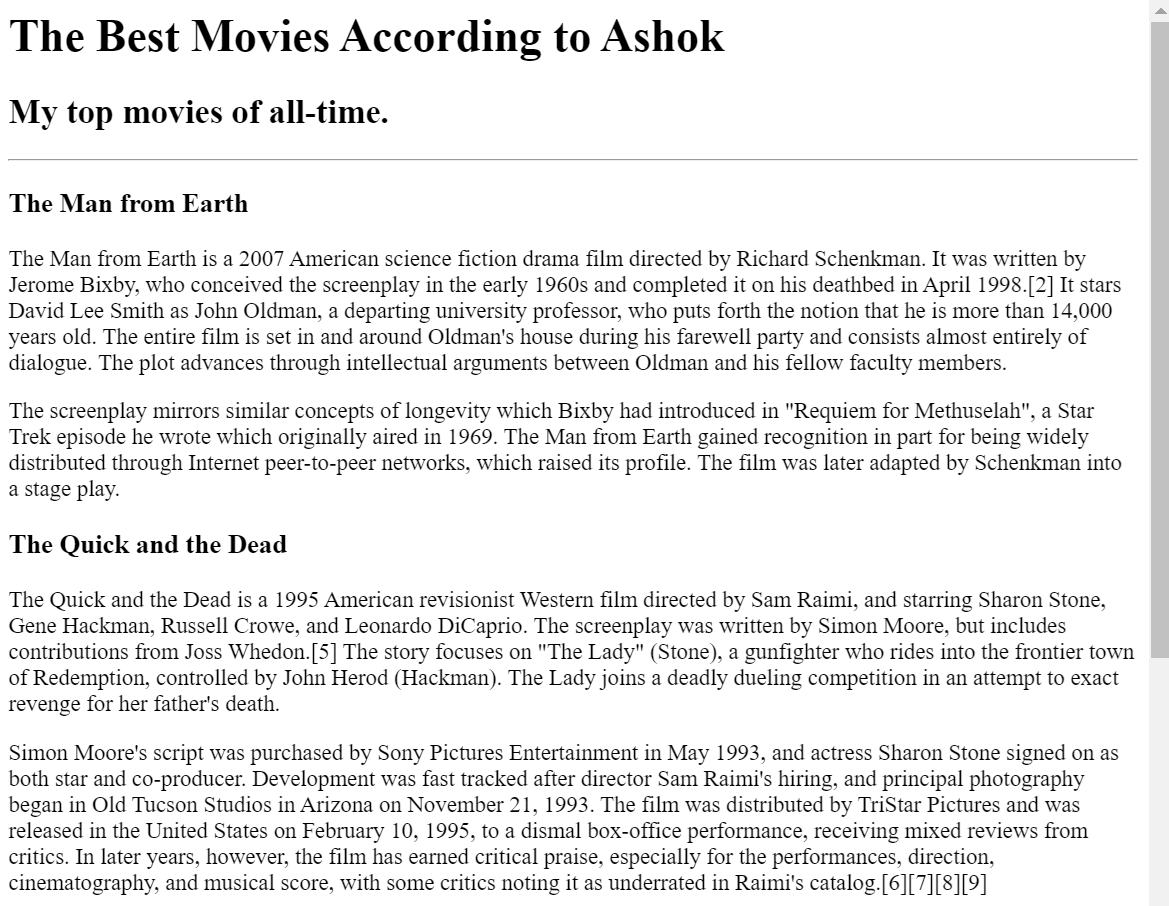 The Best Movies According to Ashok
My top movies of all-time.
The Man from Earth
The Man from Earth is a 2007 American science fiction drama film directed by Richard Schenkman. It was written by
Jerome Bixby, who conceived the screenplay in the early 1960s and completed it on his deathbed in April 1998.[2] It stars
David Lee Smith as John Oldman, a departing university professor, who puts forth the notion that he is more than 14,000
years old. The entire film is set in and around Oldman's house during his farewell party and consists almost entirely of
dialogue. The plot advances through intellectual arguments between Oldman and his fellow faculty members.
The screenplay mirrors similar concepts of longevity which Bixby had introduced in "Requiem for Methuselah", a Star
Trek episode he wrote which originally aired in 1969. The Man from Earth gained recognition in part for being widely
distributed through Internet peer-to-peer networks, which raised its profile. The film was later adapted by Schenkman into
a stage play.
The Quick and the Dead
The Quick and the Dead is a 1995 American revisionist Western film directed by Sam Raimi, and starring Sharon Stone,
Gene Hackman, Russell Crowe, and Leonardo DiCaprio. The screenplay was written by Simon Moore, but includes
contributions from Joss Whedon.[5] The story focuses on "The Lady" (Stone), a gunfighter who rides into the frontier town
of Redemption, controlled by John Herod (Hackman). The Lady joins a deadly dueling competition in an attempt to exact
revenge for her father's death.
Simon Moore's script was purchased by Sony Pictures Entertainment in May 1993, and actress Sharon Stone signed on as
both star and co-producer. Development was fast tracked after director Sam Raimi's hiring, and principal photography
began in Old Tucson Studios in Arizona on November 21, 1993. The film was distributed by TriStar Pictures and was
released in the United States on February 10, 1995, to a dismal box-office performance, receiving mixed reviews from
critics. In later years, however, the film has earned critical praise, especially for the performances, direction,
cinematography, and musical score, with some critics noting it as underrated in Raimi's catalog.[6][7][8][9]